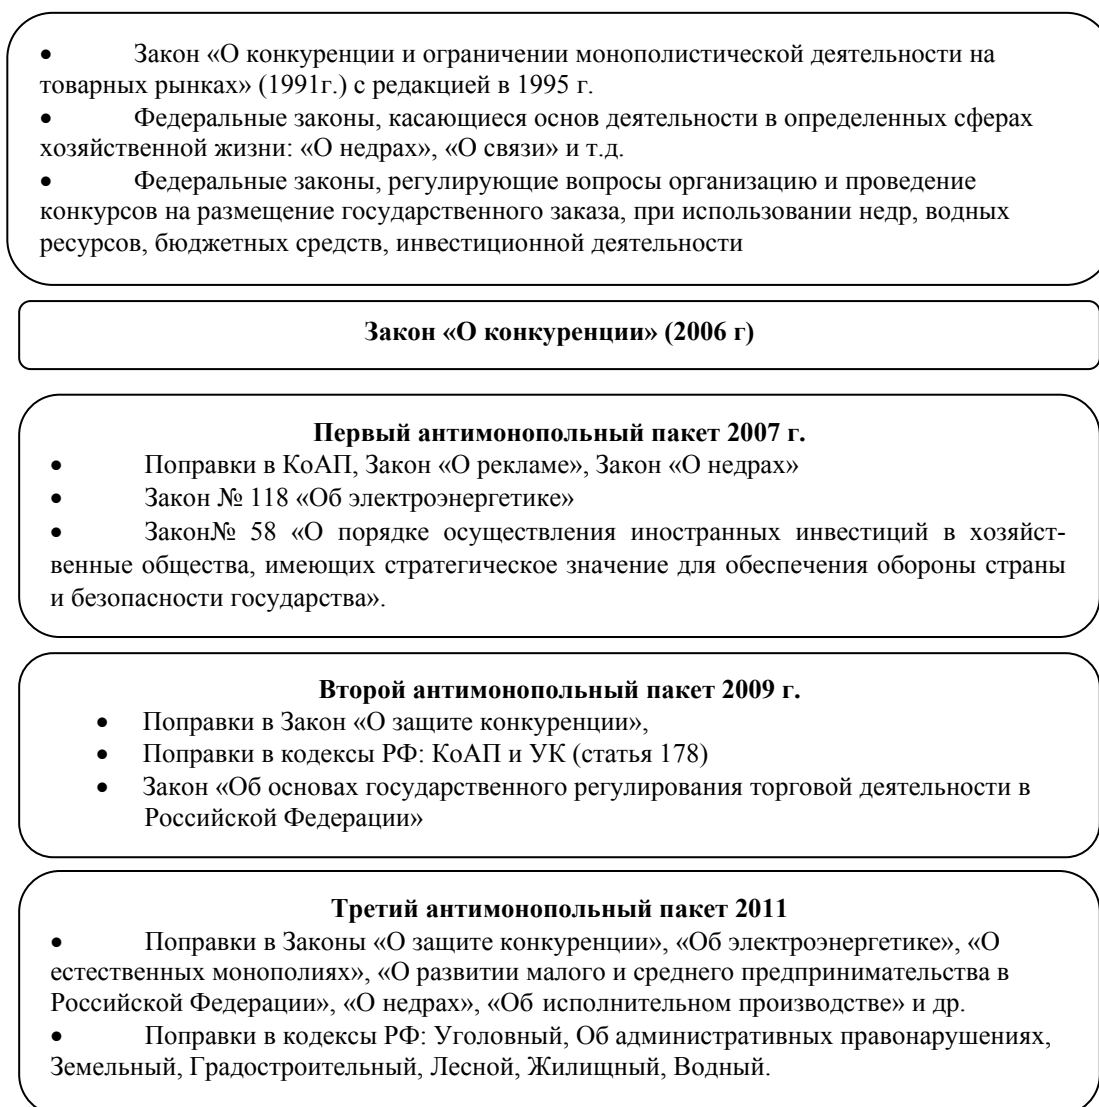 • Закон «О конкуренции и ограничении монополистической деятельности на
товарных рынках» (1991г.) с редакцией в 1995 г.
• Федеральные законы, касающиеся основ деятельности в определенных сферах
хозяйственной жизни: «О недрах», «О связи» и т.д.
• Федеральные законы, регулирующие вопросы организацию и проведение
конкурсов на размещение государственного заказа, при использовании недр, водных
ресурсов, бюджетных средств, инвестиционной деятельности
Закон «О конкуренции» (2006 г)
Первый антимонопольный пакет 2007 г.
• Поправки в КоАП, Закон «О рекламе», Закон «О недрах»
• Закон № 118 «Об электроэнергетике»
• Закон№ 58 «О порядке осуществления иностранных инвестиций в хозяйст-
венные общества, имеющих стратегическое значение для обеспечения обороны страны
и безопасности государства».
Второй антимонопольный пакет 2009 г.
• Поправки в Закон «О защите конкуренции»,
• Поправки в кодексы РФ: КоАП и УК (статья 178)
• Закон «Об основах государственного регулирования торговой деятельности в
Российской Федерации»
Третий антимонопольный пакет 2011
• Поправки в Законы «О защите конкуренции», «Об электроэнергетике», «О
естественных монополиях», «О развитии малого и среднего предпринимательства в
Российской Федерации», «О недрах», «Об исполнительном производстве» и др.
• Поправки в кодексы РФ: Уголовный, Об административных правонарушениях,
Земельный, Градостроительный, Лесной, Жилищный, Водный.